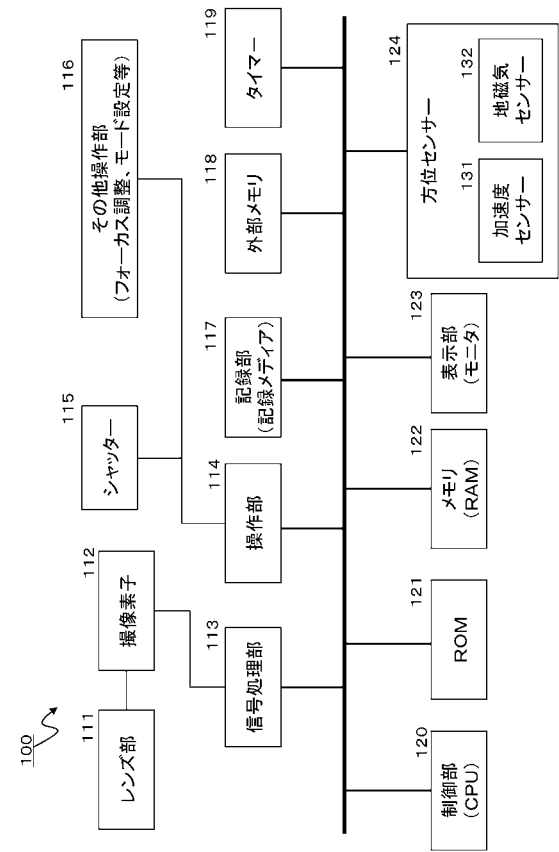 100
111
レンズ部
112
撮像素子
113
信号処理部
114
操作部
115
シャッター
116
その他操作部
(フォーカス調整、モード設定等)
117
記録部
(記録メディア)
118
外部メモリ
119
タイマー
120
制御部
(CPU)
121
ROM
122
メモリ
(RAM)
123
表示部
(モニタ)
124
方位センサー
131
加速度
センサー
132
地磁気
センサー